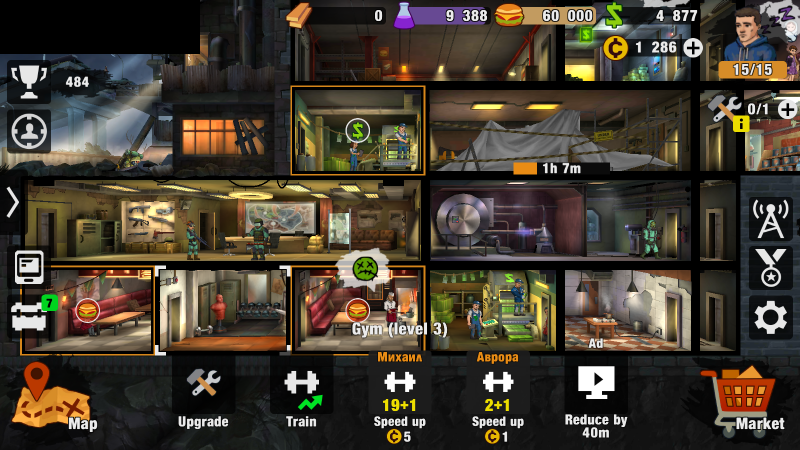 0
9 388
60 000
4 877
1 286
15/15
484
0/1
1h 7m
7
Gym (level 3)
Ad
Михаил
Аврора
19+1
2+1
Map
Upgrade
Train
Speed up
5
Speed up
1
Reduce by
40m
Market